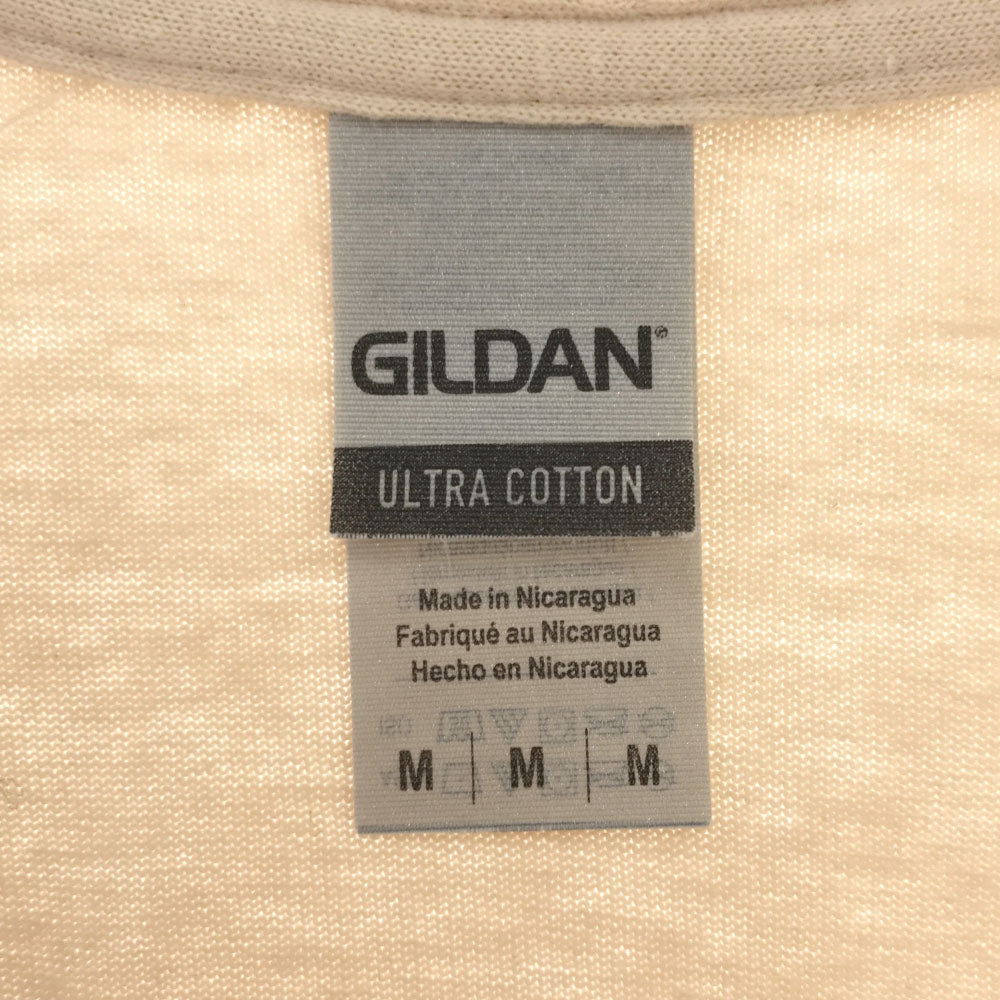 GILDAN®
ULTRA COTTON
Made in Nicaragua
Fabriqué au Nicaragua
Hecho en Nicaragua
M | M | M